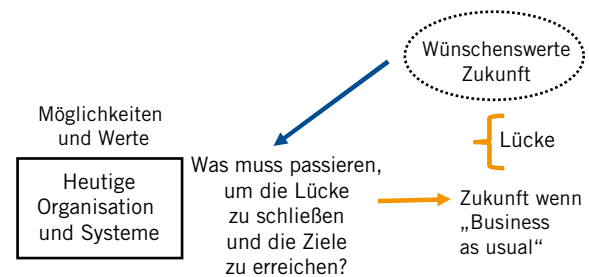 Wünschenswerte
Zukunft
Möglichkeiten
und Werte
Heutige
Organisation
und Systeme
Was muss passieren,
um die Lücke
zu schließen
und die Ziele
zu erreichen?
Lücke
Zukunft wenn
„Business
as usual“